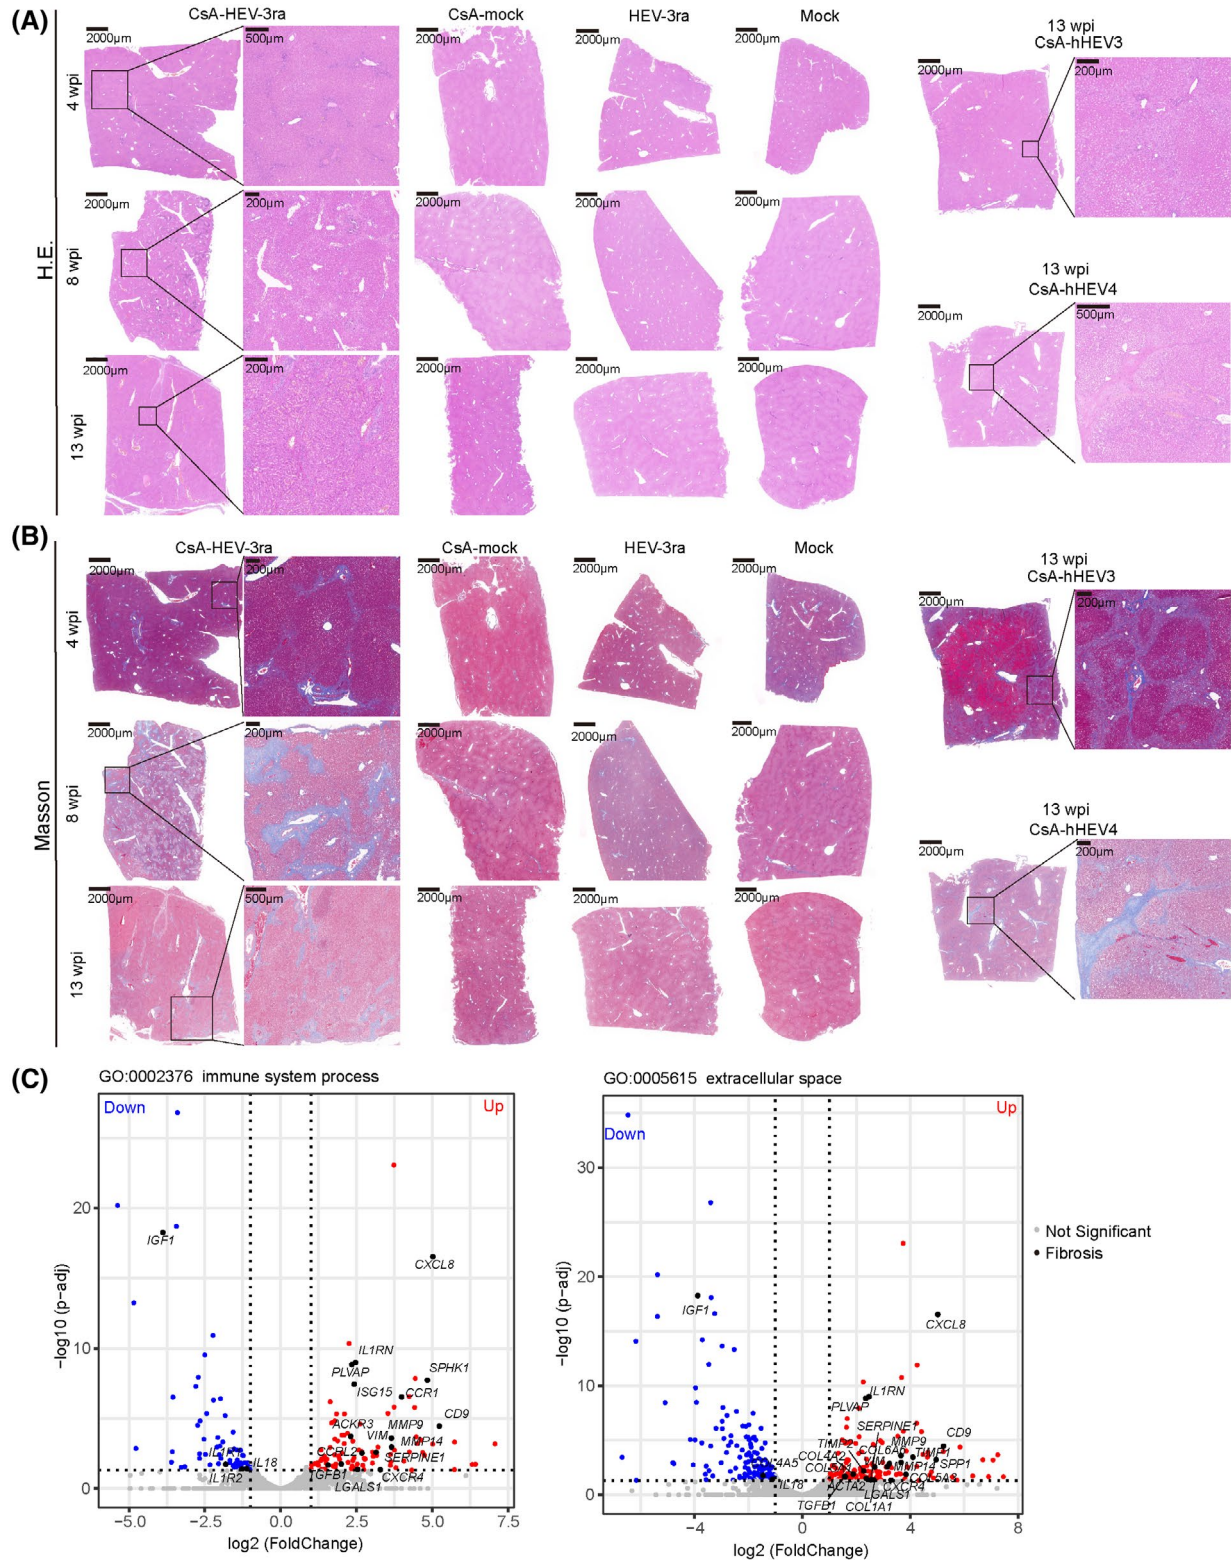 (A)
CsA-HEV-3ra
CsA-mock
HEV-3ra
Mock
13 wpi
CsA-hHEV3
2000μm
500μm
2000μm
2000μm
2000μm
2000μm
200μm
4 wpi
H.E.
2000μm
200μm
2000μm
2000μm
2000μm
8 wpi
13 wpi
CsA-hHEV4
2000μm
500μm
2000μm
200μm
2000μm
2000μm
2000μm
13 wpi
(B)
CsA-HEV-3ra
CsA-mock
HEV-3ra
Mock
13 wpi
CsA-hHEV3
2000μm
200μm
2000μm
2000μm
2000μm
2000μm
200μm
4 wpi
*
Masson
2000μm
200μm
2000μm
2000μm
2000μm
8 wpi
13 wpi
CsA-hHEV4
2000μm
200μm
2000μm
500μm
2000μm
2000μm
2000μm
13 wpi
(C)
GO:0002376 immune system process
Down
Up
IGF1
CXCL8
IL1RN
PLVAP
SPHK1
ISG15
CCR1
CD9
ACKR3
MMP9
VIM
MMP14
IL1R1
CCRL2
SERPINE1
IL18
IL1R2
TGFB1
CXCR4
LGALS1
20
10
0
−log10 (p−adj)
−5.0
−2.5
0.0
2.5
5.0
7.5
log2 (FoldChange)
GO:0005615 extracellular space
Down
Up
IGF1
CXCL8
IL1RN
PLVAP
SERPINE1
CD9
TIMP2
MMP9
COL6A3
TIMP1
VIM
MMP14
SPP1
IL18
ACTA2
CXCR4
COL5A3
LGALS1
TGFB1
COL1A1
30
20
10
0
−log10 (p−adj)
−4
0
4
8
log2 (FoldChange)
Not Significant
Fibrosis